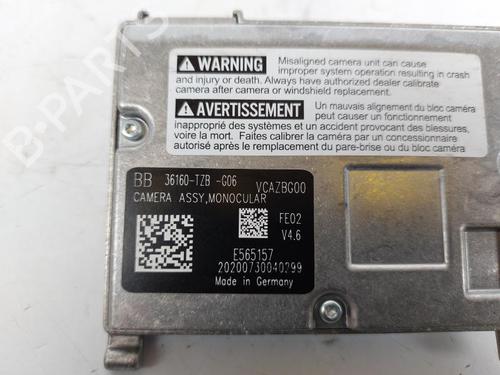 WARNING
Misaligned camera unit can cause
improper system operation resulting in crash
and injury or death. Always have authorized dealer calibrate
camera after camera or windshield replacement.
AVERTISSEMENT
Un mauvais alignement du bloc caméra
peut causer un fonctionnement
inapproprié des systèmes et un accident provocant des blessures,
voire la mort. Faites calibrer la caméra par un concessionnaire
autorisé après le remplacement du pare-brise ou du bloc caméra.
BB 36160-TZB -G06 VCAZBG00
CAMERA ASSY,MONOCULAR
FE02
V4.6
E565157
20200730040299
Made in Germany
B-PARTS